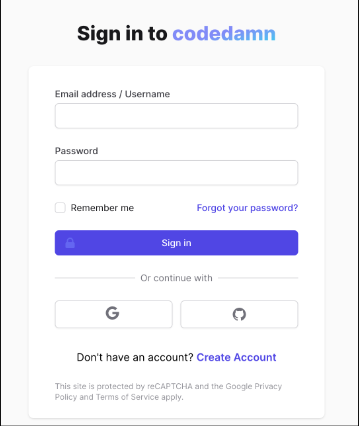 Sign in to codedamn
Email address / Username
Password
Remember me
Forgot your password?
Sign in
Or continue with
Don't have an account? Create Account
This site is protected by reCAPTCHA and the Google Privacy
Policy and Terms of Service apply.